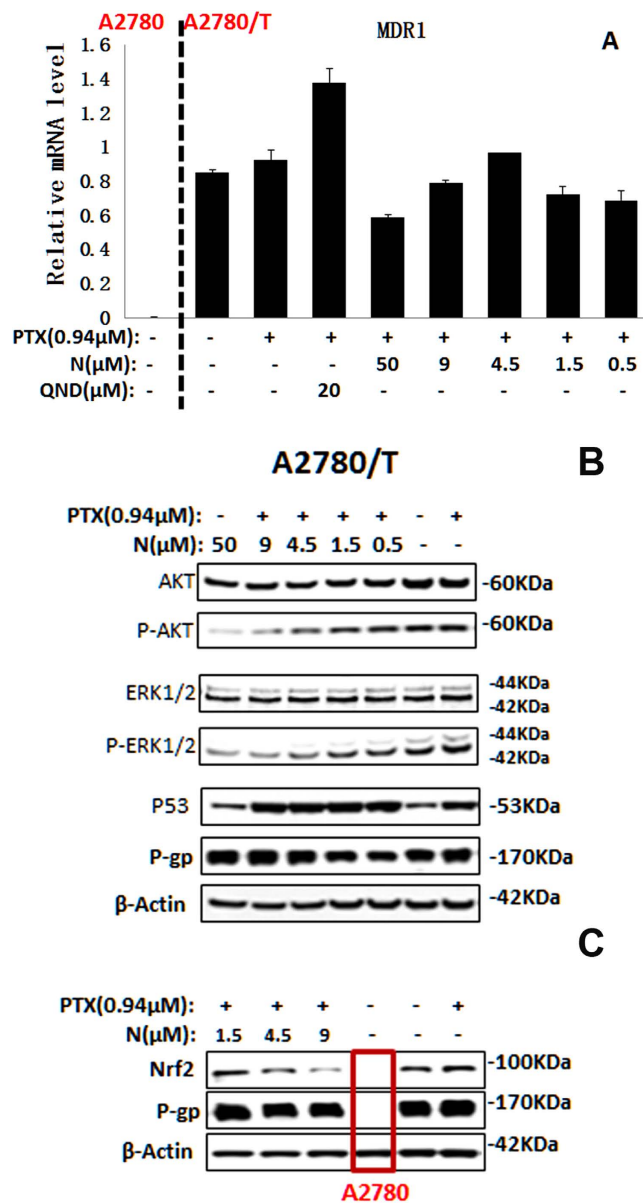 A2780 A2780/T MDR1 A
Relative mRNA level
1.6
1.4
1.2
1
0.8
0.6
0.4
0.2
0
PTX(0.94μM): - - + + + + + + +
N(μM): - - - - 50 9 4.5 1.5 0.5
QND(μM): - - - 20 - - - - -
A2780/T B
PTX(0.94μM): - + + + + - +
N(μM): 50 9 4.5 1.5 0.5 - -
AKT -60KDa
P-AKT -60KDa
ERK1/2 -44KDa
-42KDa
P-ERK1/2 -44KDa
-42KDa
P53 -53KDa
P-gp -170KDa
β-Actin -42KDa
C
PTX(0.94μM): + + + - - +
N(μM): 1.5 4.5 9 - - -
Nrf2 -100KDa
P-gp -170KDa
β-Actin -42KDa
A2780